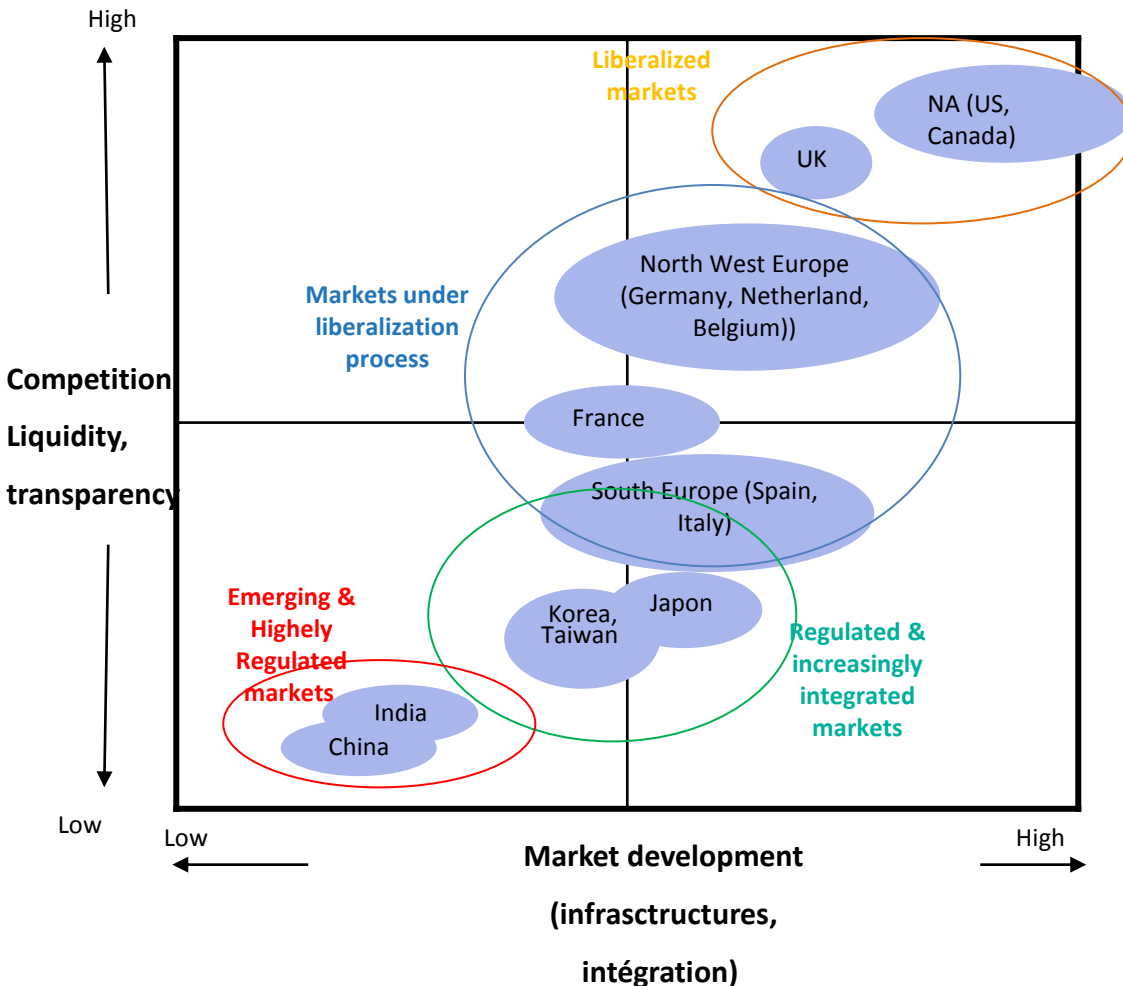 High
Liberalized
markets
NA (US,
Canada)
UK
North West Europe
(Germany, Netherland,
Belgium))
Markets under
liberalization
process
Competition
Liquidity,
transparency
France
South Europe (Spain,
Italy)
Emerging &
Highely
Regulated
markets
Korea,
Taiwan
Japon
Regulated &
increasingly
integrated
markets
India
China
Low
Low
High
Market development
(infrasctructures,
intégration)